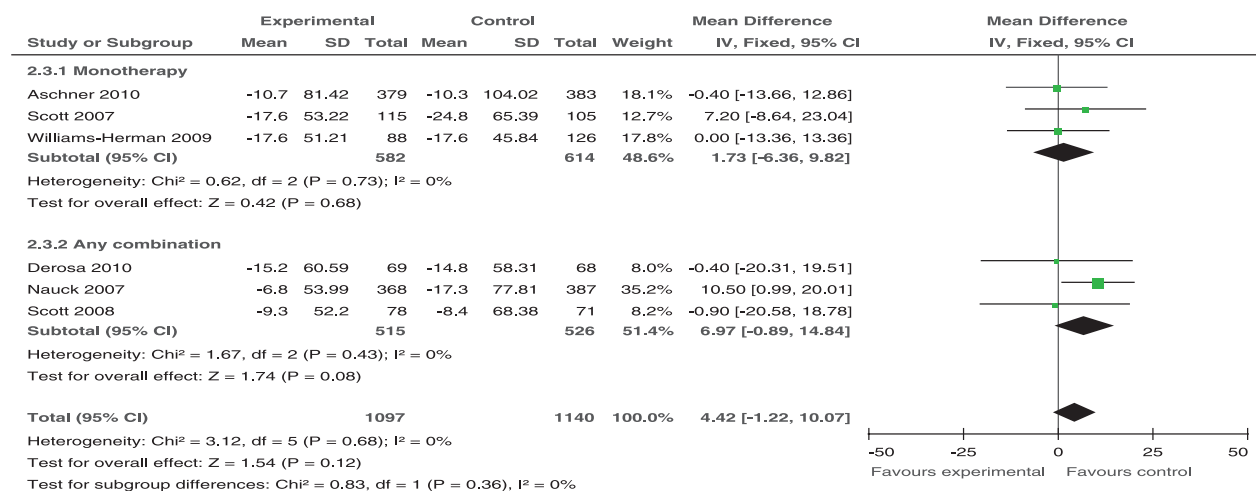 Experimental Control Mean Difference Mean Difference
Study or Subgroup Mean SD Total Mean SD Total Weight IV, Fixed, 95% CI IV, Fixed, 95% CI
2.3.1 Monotherapy
Aschner 2010 -10.7 81.42 379 -10.3 104.02 383 18.1% -0.40 [-13.66, 12.86]
Scott 2007 -17.6 53.22 115 -24.8 65.39 105 12.7% 7.20 [-8.64, 23.04]
Williams-Herman 2009 -17.6 51.21 88 -17.6 45.84 126 17.8% 0.00 [-13.36, 13.36]
Subtotal (95% CI) 582 614 48.6% 1.73 [-6.36, 9.82]
Heterogeneity: Chi² = 0.62, df = 2 (P = 0.73); I² = 0%
Test for overall effect: Z = 0.42 (P = 0.68)
2.3.2 Any combination
Derosa 2010 -15.2 60.59 69 -14.8 58.31 68 8.0% -0.40 [-20.31, 19.51]
Nauck 2007 -6.8 53.99 368 -17.3 77.81 387 35.2% 10.50 [0.99, 20.01]
Scott 2008 -9.3 52.2 78 -8.4 68.38 71 8.2% -0.90 [-20.58, 18.78]
Subtotal (95% CI) 515 526 51.4% 6.97 [-0.89, 14.84]
Heterogeneity: Chi² = 1.67, df = 2 (P = 0.43); I² = 0%
Test for overall effect: Z = 1.74 (P = 0.08)
Total (95% CI) 1097 1140 100.0% 4.42 [-1.22, 10.07]
Heterogeneity: Chi² = 3.12, df = 5 (P = 0.68); I² = 0%
Test for overall effect: Z = 1.54 (P = 0.12)
Test for subgroup differences: Chi² = 0.83, df = 1 (P = 0.36), I² = 0%
-50 -25 0 25 50
Favours experimental Favours control